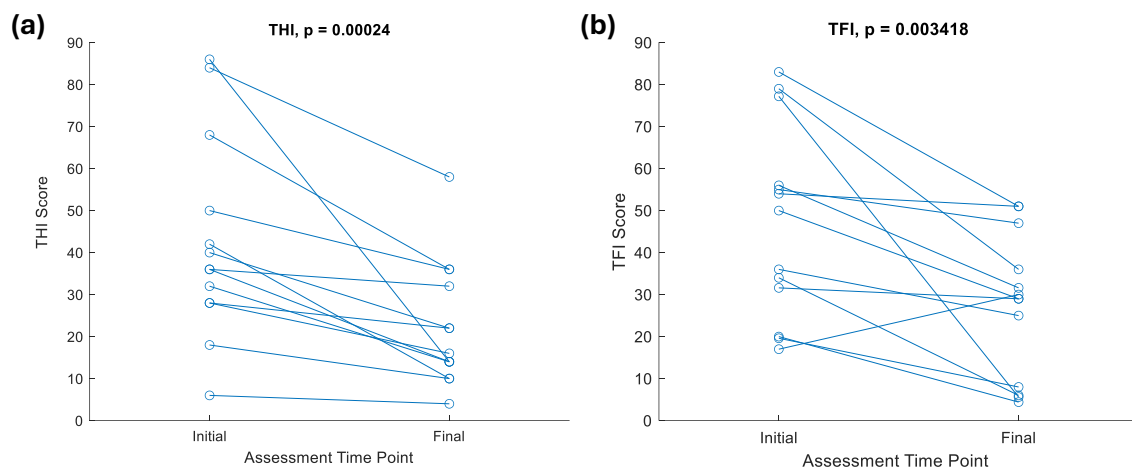 (a)
THI, p = 0.00024
90
80
70
60
50
40
30
20
10
0
THI Score
Initial
Final
Assessment Time Point
(b)
TFI, p = 0.003418
90
80
70
60
50
40
30
20
10
0
TFI Score
Initial
Final
Assessment Time Point